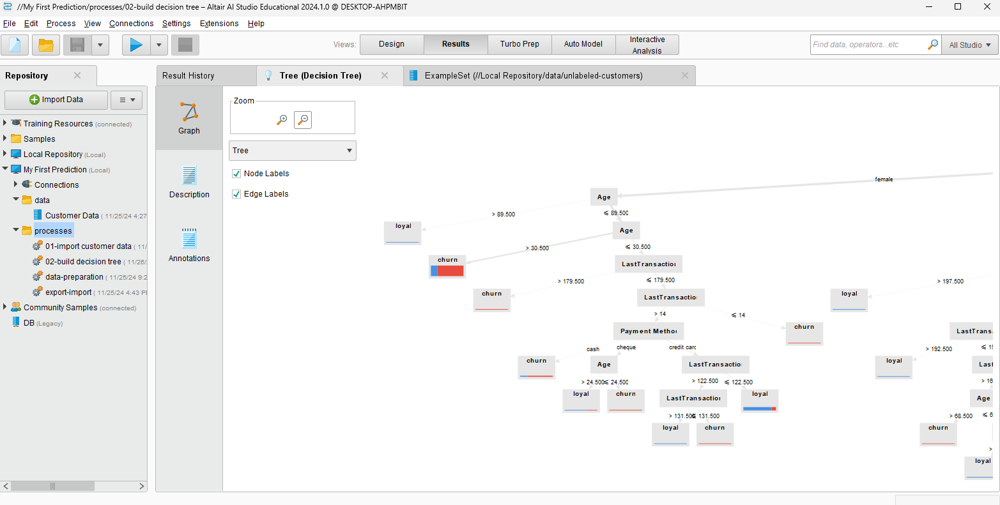 //My First Prediction/processes/02-build decision tree – Altair AI Studio Educational 2024.1.0 @ DESKTOP-AHPMBIT
File Edit Process View Connections Settings Extensions Help
Views: Design Results Turbo Prep Auto Model Interactive Analysis
Find data, operators...etc
All Studio
Repository
Import Data
Training Resources (connected)
Samples
Local Repository (Local)
My First Prediction (Local)
Connections
data
Customer Data ( 11/25/24 4:27
processes
01-import customer data ( 11/
02-build decision tree ( 11/26/
data-preparation ( 11/25/24 9:2
export-import ( 11/25/24 4:43 PM
Community Samples (connected)
DB (Legacy)
Result History
Tree (Decision Tree)
ExampleSet (//Local Repository/data/unlabeled-customers)
Graph
Description
Annotations
Zoom
Tree
Node Labels
Edge Labels
female
Age
> 89.500
≤ 89.500
loyal
Age
> 30.500
≤ 30.500
churn
LastTransaction
> 179.500
≤ 179.500
> 197.500
churn
LastTransactio
loyal
> 14
≤ 14
churn
Payment Metho
LastTransa
cash
cheque
credit card
> 192.500
≤ 19
churn
Age
LastTransactio
loyal
Last
> 24.500
≤ 24.500
> 122.500
≤ 122.500
> 16
loyal
churn
LastTransaction
loyal
Age
> 131.500
≤ 131.500
> 68.500
≤ 6
loyal
churn
churn
>
loyal